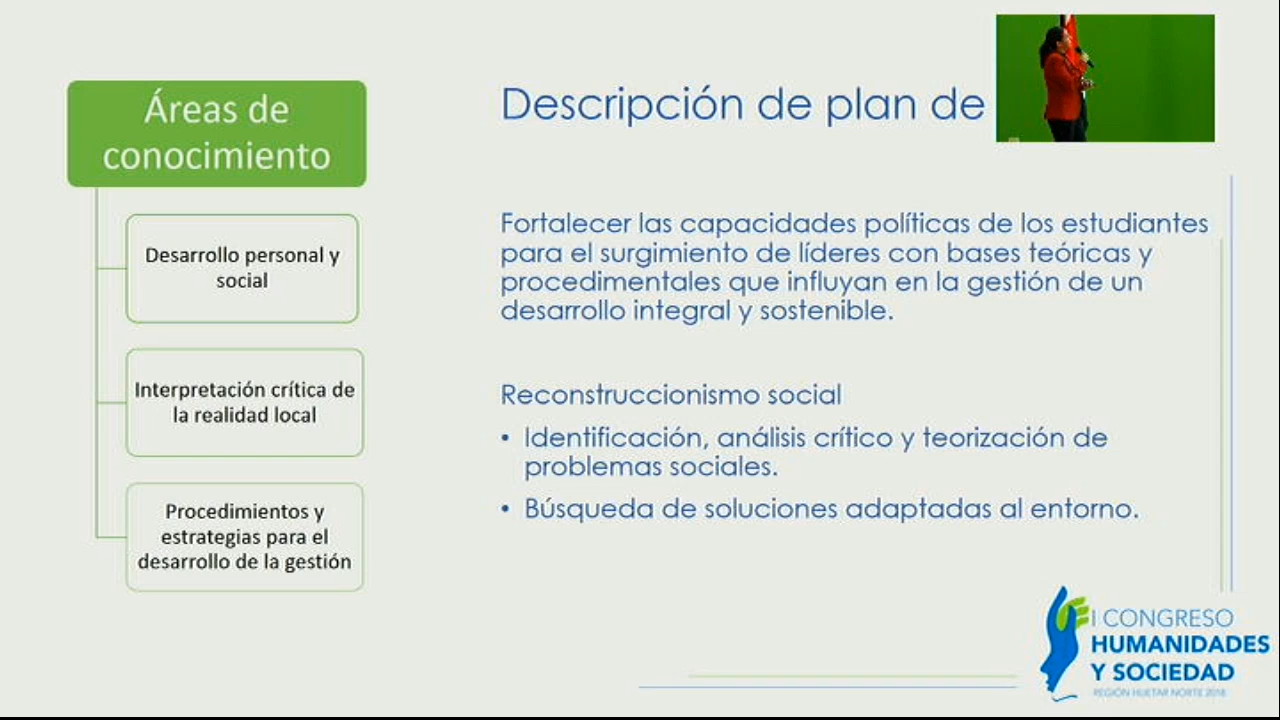 Áreas de
conocimiento
Desarrollo personal y
social
Interpretación crítica de
la realidad local
Procedimientos y
estrategias para el
desarrollo de la gestión
Descripción de plan de
Fortalecer las capacidades políticas de los estudiantes
para el surgimiento de líderes con bases teóricas y
procedimentales que influyan en la gestión de un
desarrollo integral y sostenible.
Reconstruccionismo social
• Identificación, análisis crítico y teorización de
problemas sociales.
• Búsqueda de soluciones adaptadas al entorno.
I CONGRESO
HUMANIDADES
Y SOCIEDAD
REGIÓN HUETAR NORTE 2018